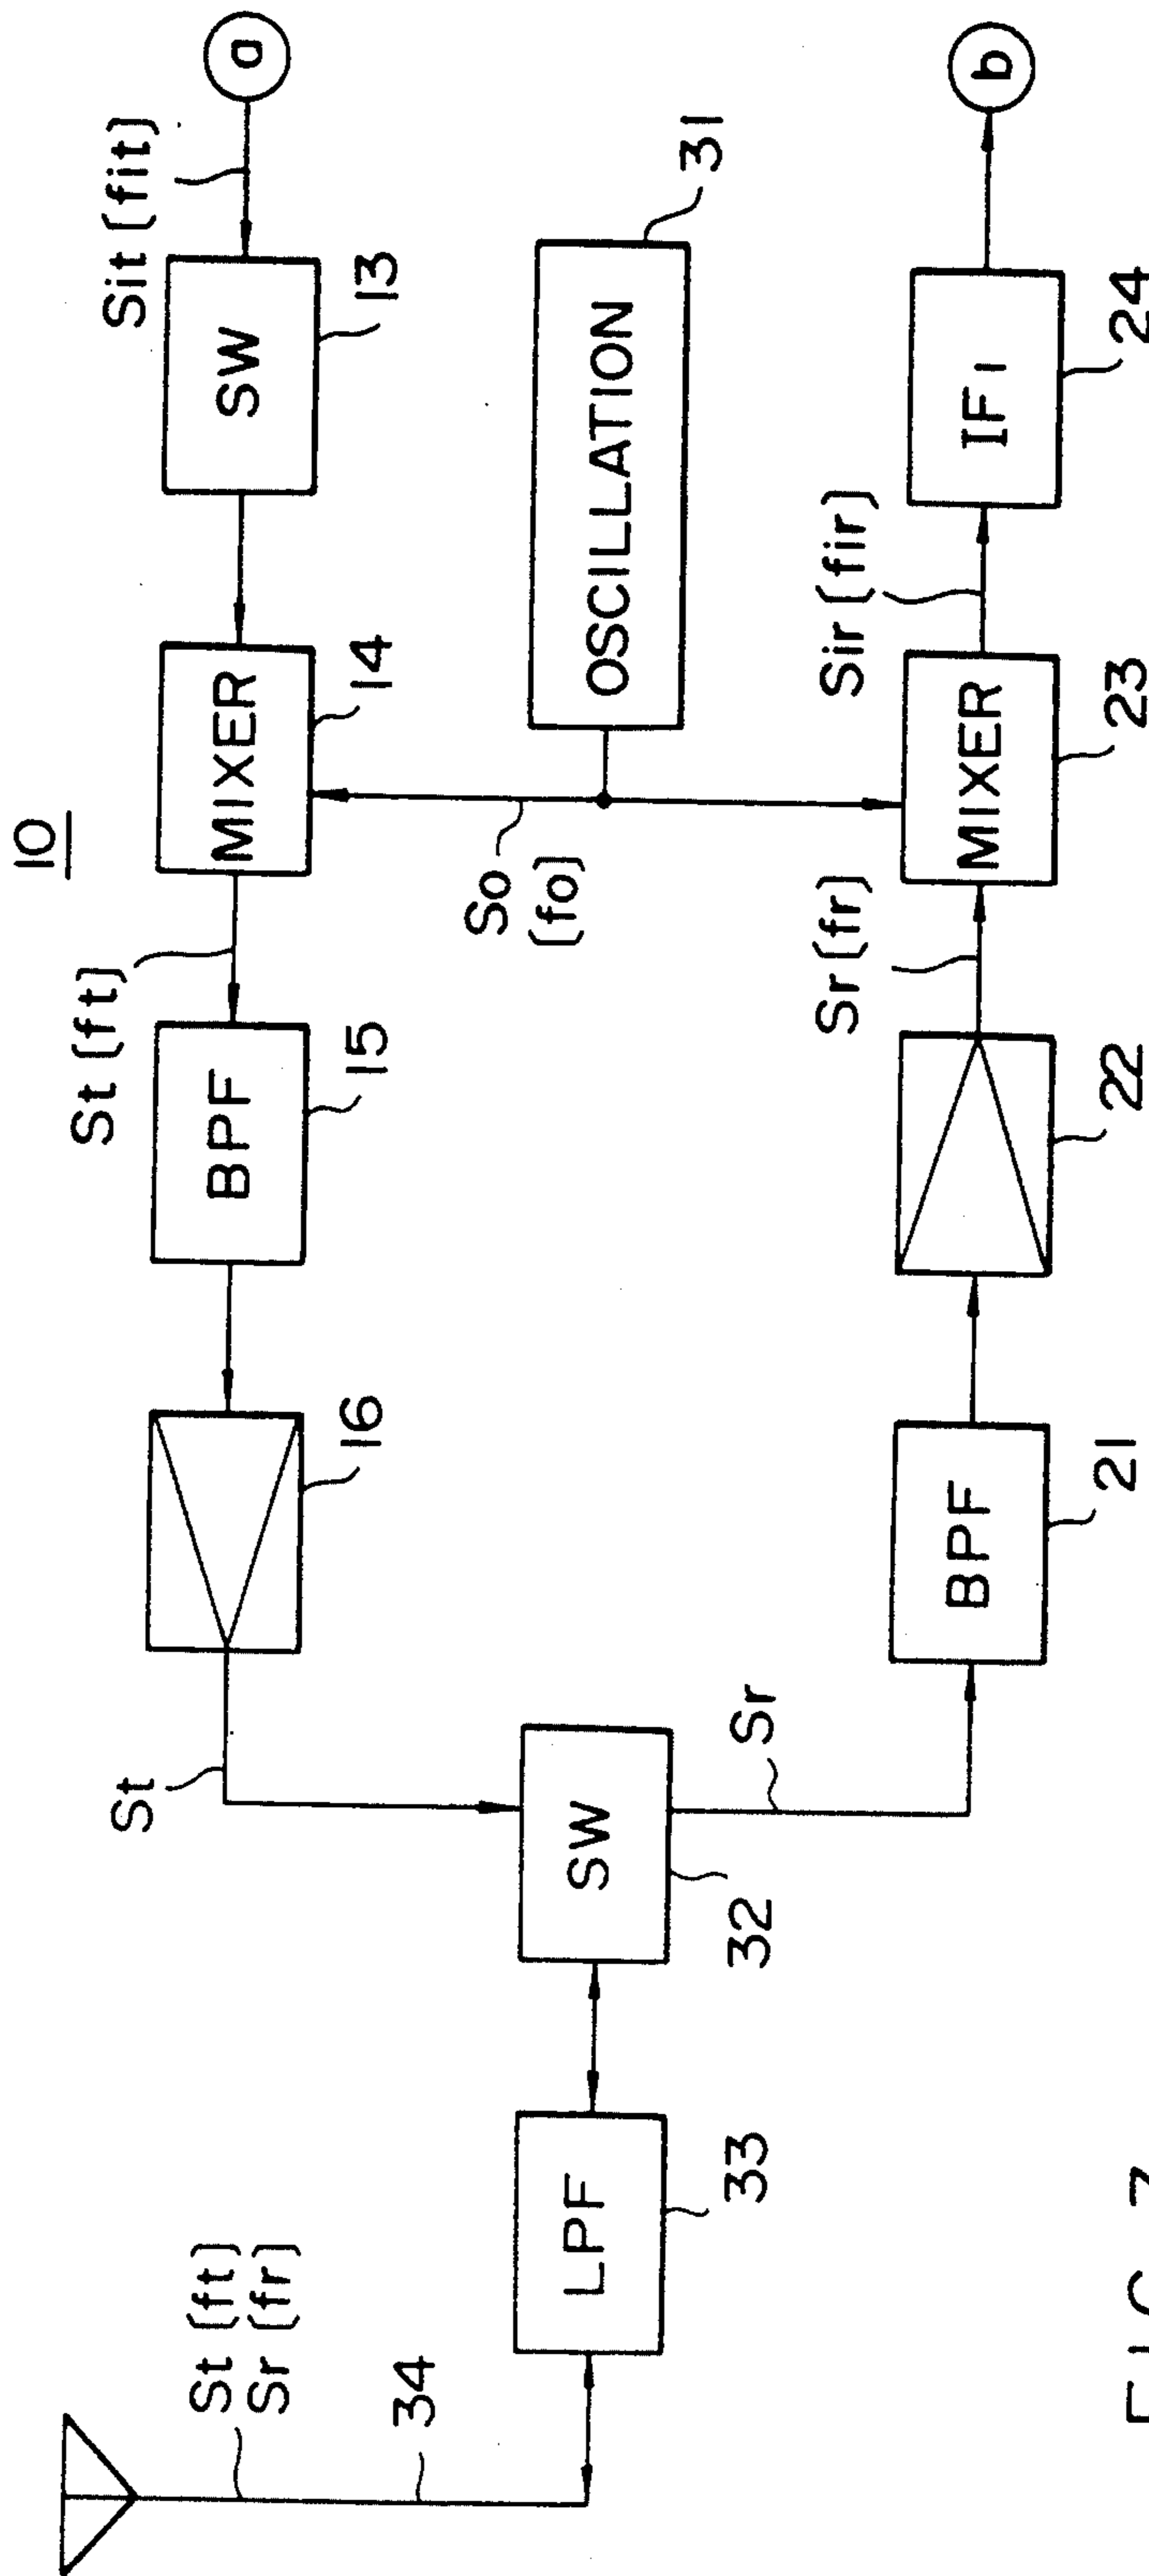 10
St (ft)
Sr (fr)
34
LPF
33
SW
32
St
Sr
16
BPF
15
St (ft)
MIXER
14
SW
13
Sit (fit)
a
So
(fo)
OSCILLATION
31
BPF
21
22
Sr (fr)
MIXER
23
Sir (fir)
IF1
24
b